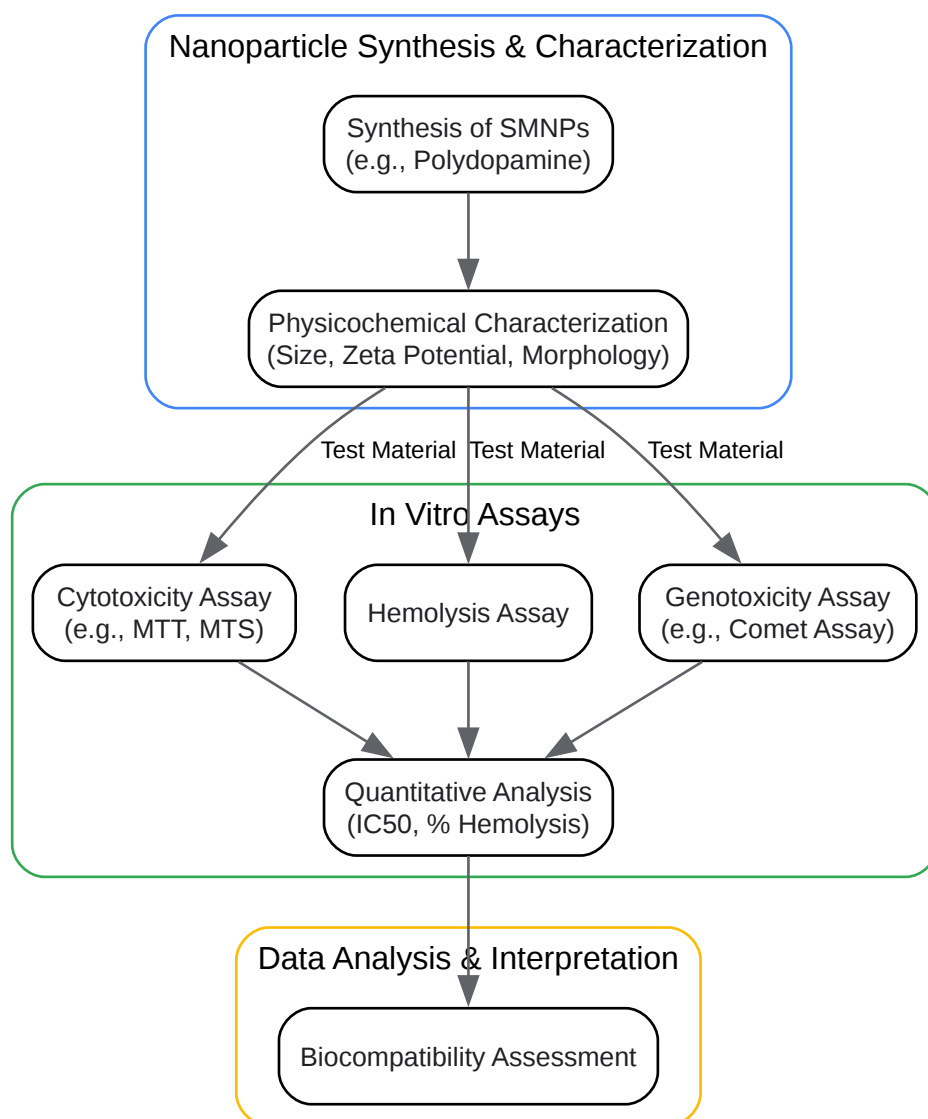 Nanoparticle Synthesis & Characterization
Synthesis of SMNPs
(e.g., Polydopamine)
Physicochemical Characterization
(Size, Zeta Potential, Morphology)
Test Material
Test Material
Test Material
In Vitro Assays
Cytotoxicity Assay
(e.g., MTT, MTS)
Hemolysis Assay
Genotoxicity Assay
(e.g., Comet Assay)
Quantitative Analysis
(IC50, % Hemolysis)
Data Analysis & Interpretation
Biocompatibility Assessment